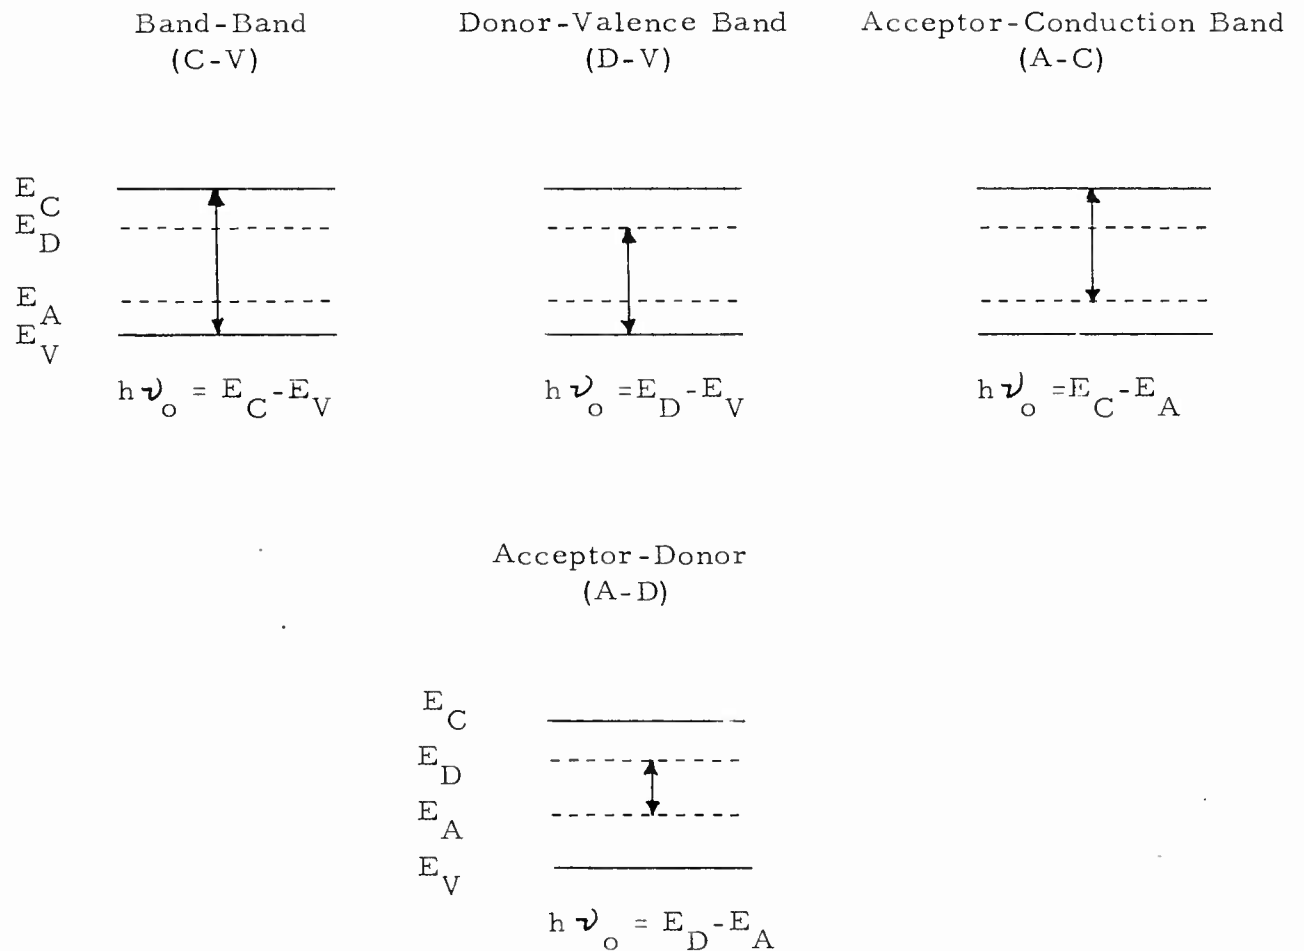 Band-Band
(C-V)
Donor-Valence Band
(D-V)
Acceptor-Conduction Band
(A-C)
E_C
E_D
E_A
E_V
hν_o = E_C-E_V
hν_o =E_D-E_V
hν_o =E_C-E_A
Acceptor-Donor
(A-D)
E_C
E_D
E_A
E_V
hν_o = E_D-E_A